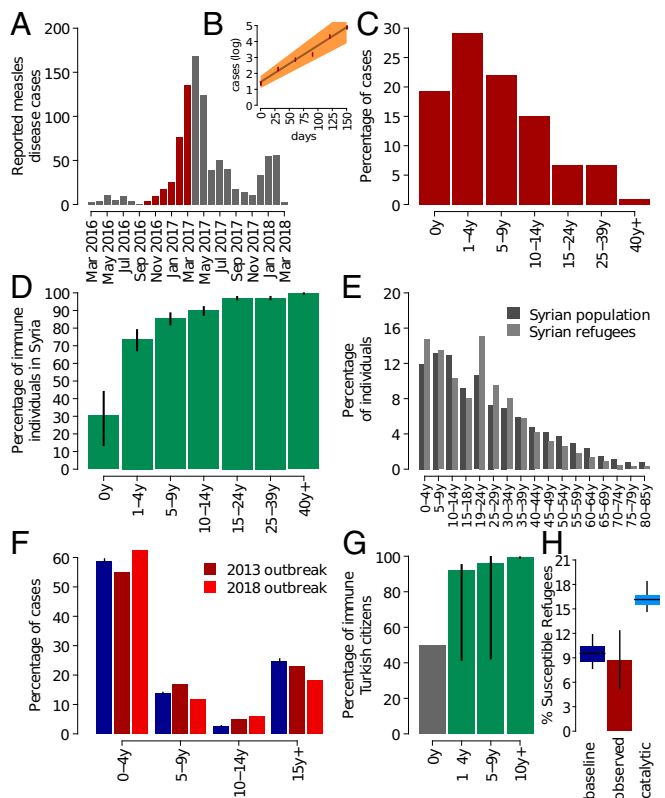 A
Reported measles
disease cases
200
150
100
50
0
Mar 2016
May 2016
Jul 2016
Sep 2016
Nov 2016
Jan 2017
Mar 2017
May 2017
Jul 2017
Sep 2017
Nov 2017
Jan 2018
Mar 2018
B
cases (log)
5
4
3
2
1
0
0
25
50
75
100
125
150
days
C
Percentage of cases
30
25
20
15
10
5
0
0y
1–4y
5–9y
10–14y
15–24y
25–39y
40y+
D
Percentage of immune
individuals in Syria
100
90
80
70
60
50
40
30
20
10
0
0y
1–4y
5–9y
10–14y
15–24y
25–39y
40y+
E
Percentage
of individuals
16
12
8
4
0
Syrian population
Syrian refugees
0–4y
5–9y
10–14y
15–18y
19–24y
25–29y
30–34y
35–39y
40–44y
45–49y
50–54y
55–59y
60–64y
65–69y
70–74y
75–79y
80–85y
F
Percentage of cases
60
50
40
30
20
10
0
2013 outbreak
2018 outbreak
0–4y
5–9y
10–14y
15y+
G
Percentage of immune
Turkish citizens
100
80
60
40
20
0
0y
1 4y
5–9y
10y+
H
% Susceptible Refugees
21
18
15
12
9
6
3
0
baseline
observed
catalytic